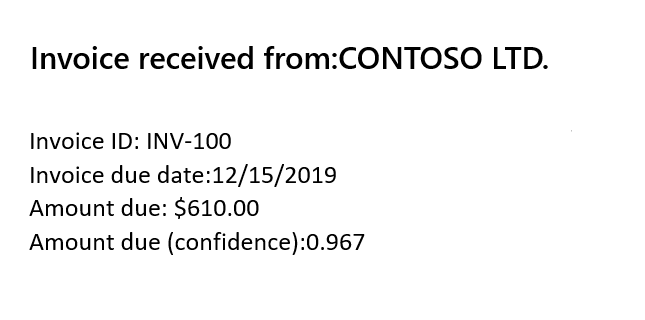 Invoice received from:CONTOSO LTD.
Invoice ID: INV-100
Invoice due date:12/15/2019
Amount due: $610.00
Amount due (confidence):0.967